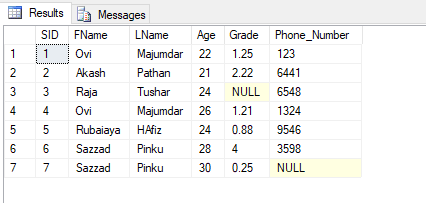 Results Messages
SID FName LName Age Grade Phone_Number
1 1 Ovi Majumdar 22 1.25 123
2 2 Akash Pathan 21 2.22 6441
3 3 Raja Tushar 24 NULL 6548
4 4 Ovi Majumdar 26 1.21 1324
5 5 Rubaiaya HAfiz 24 0.88 9546
6 6 Sazzad Pinku 28 4 3598
7 7 Sazzad Pinku 30 0.25 NULL